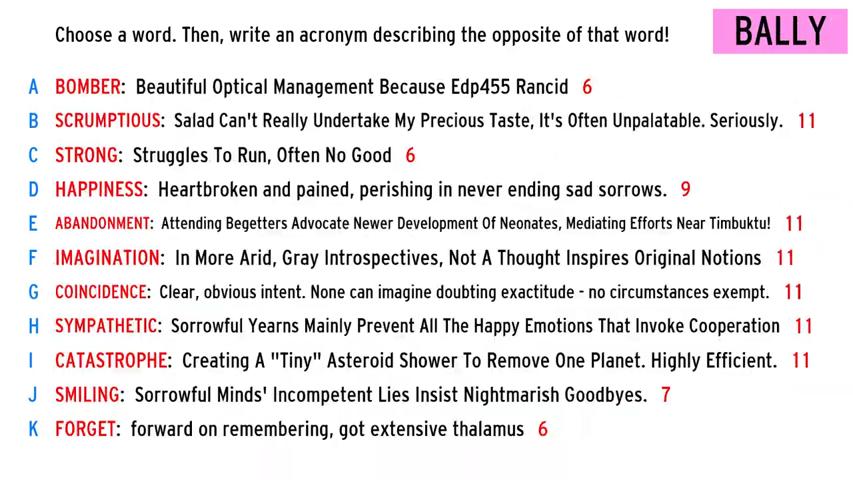 Choose a word. Then, write an acronym describing the opposite of that word!
BALLY
A BOMBER: Beautiful Optical Management Because Edp455 Rancid 6
B SCRUMPTIOUS: Salad Can't Really Undertake My Precious Taste, It's Often Unpalatable. Seriously. 11
C STRONG: Struggles To Run, Often No Good 6
D HAPPINESS: Heartbroken and pained, perishing in never ending sad sorrows. 9
E ABANDONMENT: Attending Begetters Advocate Newer Development Of Neonates, Mediating Efforts Near Timbuktu! 11
F IMAGINATION: In More Arid, Gray Introspectives, Not A Thought Inspires Original Notions 11
G COINCIDENCE: Clear, obvious intent. None can imagine doubting exactitude - no circumstances exempt. 11
H SYMPATHETIC: Sorrowful Yearns Mainly Prevent All The Happy Emotions That Invoke Cooperation 11
I CATASTROPHE: Creating A "Tiny" Asteroid Shower To Remove One Planet. Highly Efficient. 11
J SMILING: Sorrowful Minds' Incompetent Lies Insist Nightmarish Goodbyes. 7
K FORGET: forward on remembering, got extensive thalamus 6